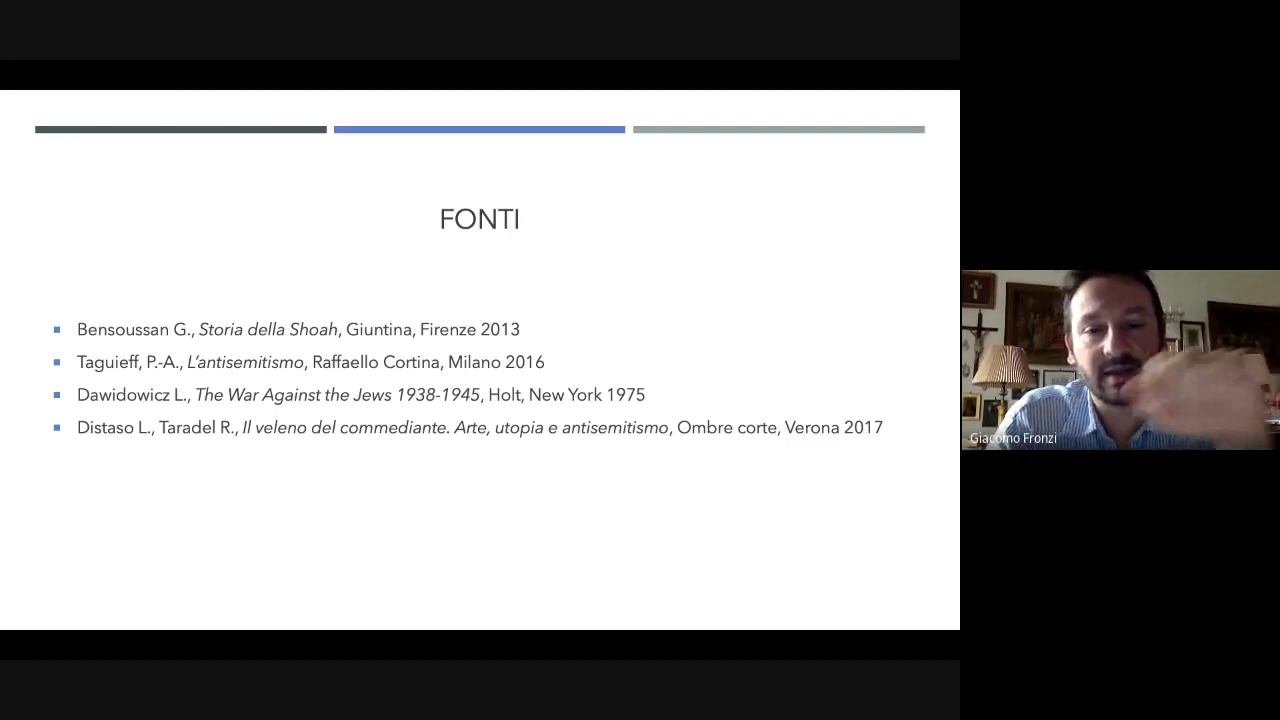 FONTI
Bensoussan G., Storia della Shoah, Giuntina, Firenze 2013
Taguieff, P.-A., L'antisemitismo, Raffaello Cortina, Milano 2016
Dawidowicz L., The War Against the Jews 1938-1945, Holt, New York 1975
Distaso L., Taradel R., Il veleno del commediante. Arte, utopia e antisemitismo, Ombre corte, Verona 2017
Giacomo Fronzi